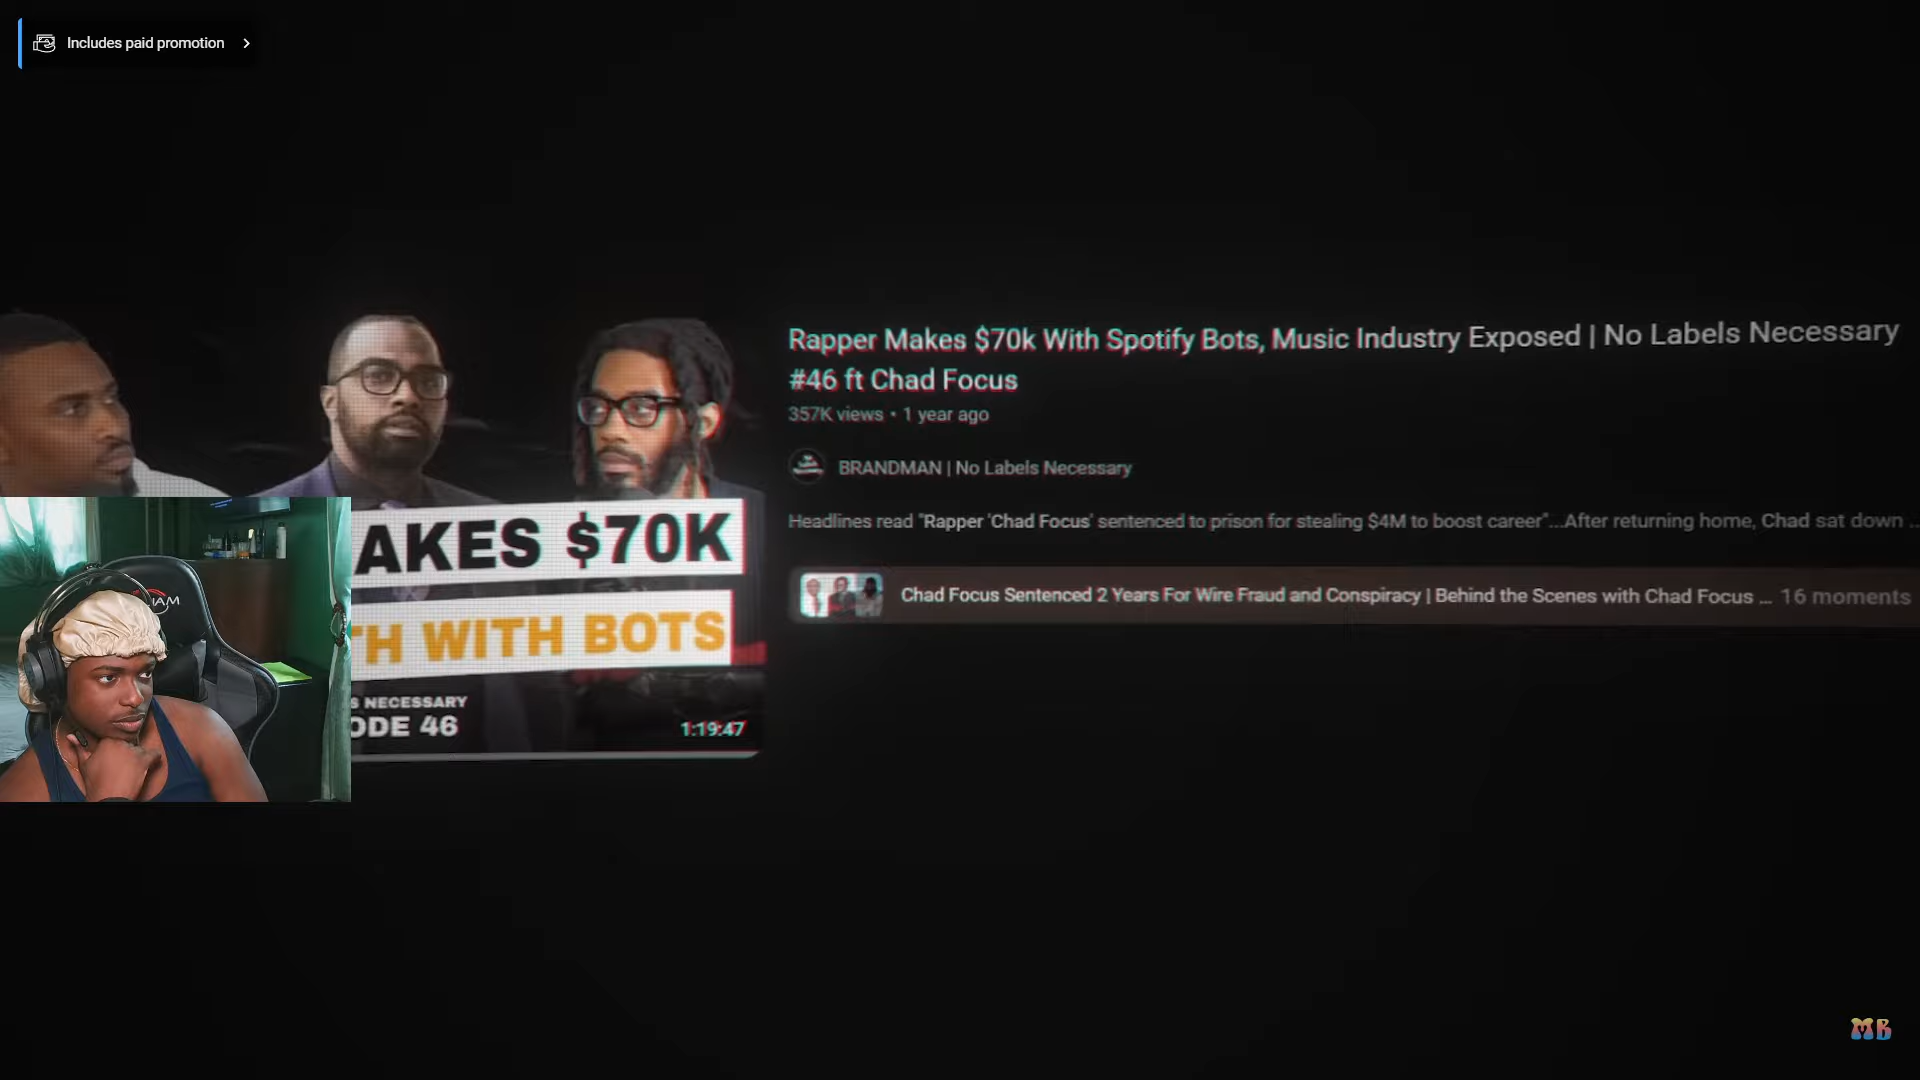 Includes paid promotion
Rapper Makes $70k With Spotify Bots, Music Industry Exposed | No Labels Necessary
#46 ft Chad Focus
357K views • 1 year ago
BRANDMAN | No Labels Necessary
Headlines read "Rapper 'Chad Focus' sentenced to prison for stealing $4M to boost career"...After returning home, Chad sat down ...
Chad Focus Sentenced 2 Years For Wire Fraud and Conspiracy | Behind the Scenes with Chad Focus ... 16 moments
AKES $70K
TH WITH BOTS
S NECESSARY
ODE 46
1:19:47
MB